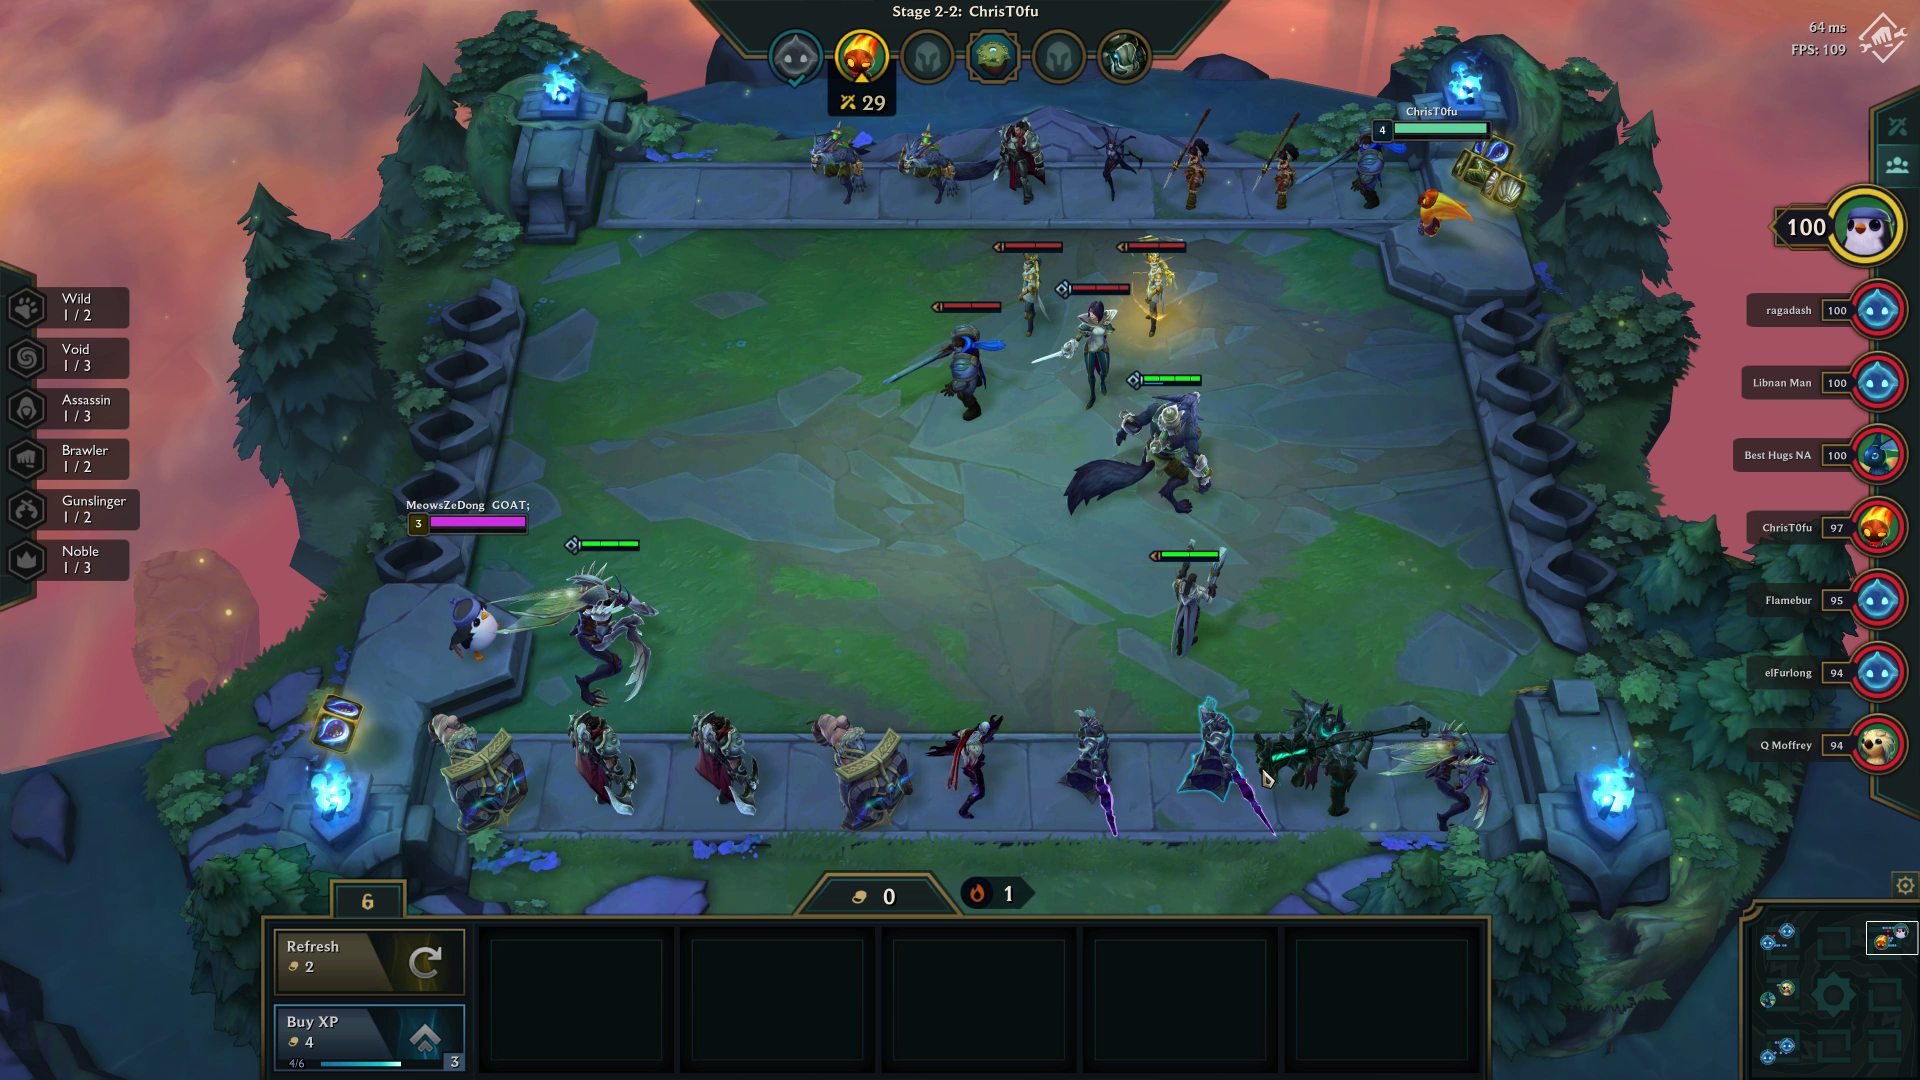 Stage 2-2: ChrisT0fu
29
64 ms
FPS: 109
ChrisT0fu
4
100
ragadash 100
Libnan Man 100
Best Hugs NA 100
ChrisT0fu 97
Flamebur 95
elFurlong 94
Q Moffrey 94
Wild
1 / 2
Void
1 / 3
Assassin
1 / 3
Brawler
1 / 2
Gunslinger
1 / 2
Noble
1 / 3
MeowsZeDong GOAT;
3
6
0
1
Refresh
2
Buy XP
4
4/6
3